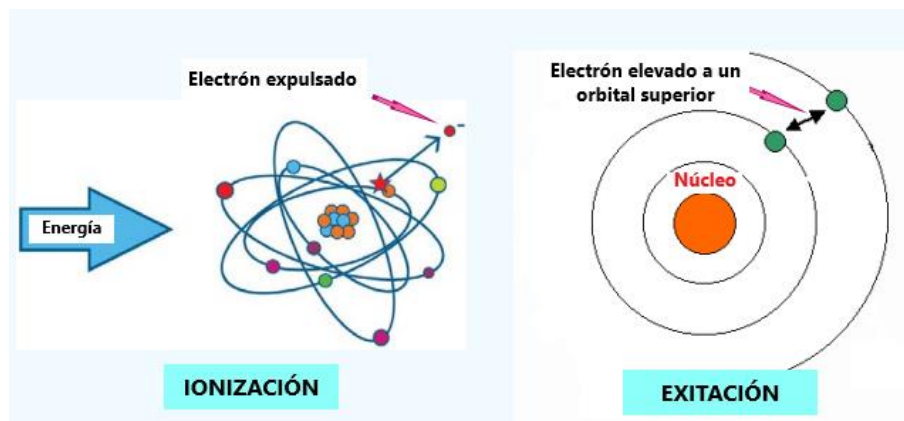 Electrón expulsado
Energía
IONIZACIÓN
Electrón elevado a un
orbital superior
Núcleo
EXITACIÓN